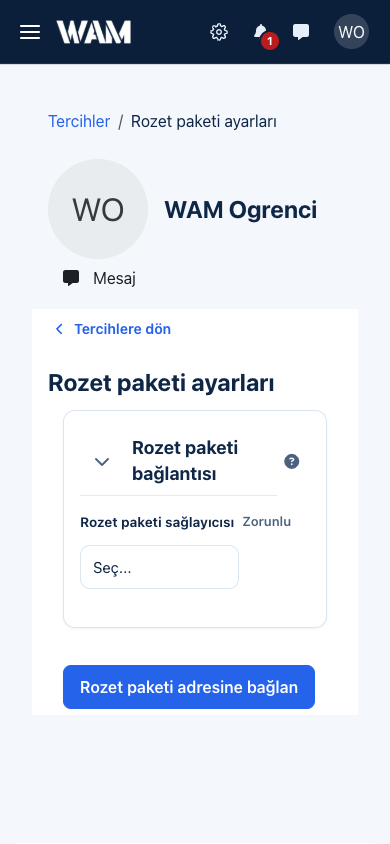 WAM
1
WO
Tercihler / Rozet paketi ayarları
WO
WAM Ogrenci
Mesaj
Tercihlere dön
Rozet paketi ayarları
Rozet paketi
bağlantısı
?
Rozet paketi sağlayıcısı Zorunlu
Seç...
Rozet paketi adresine bağlan